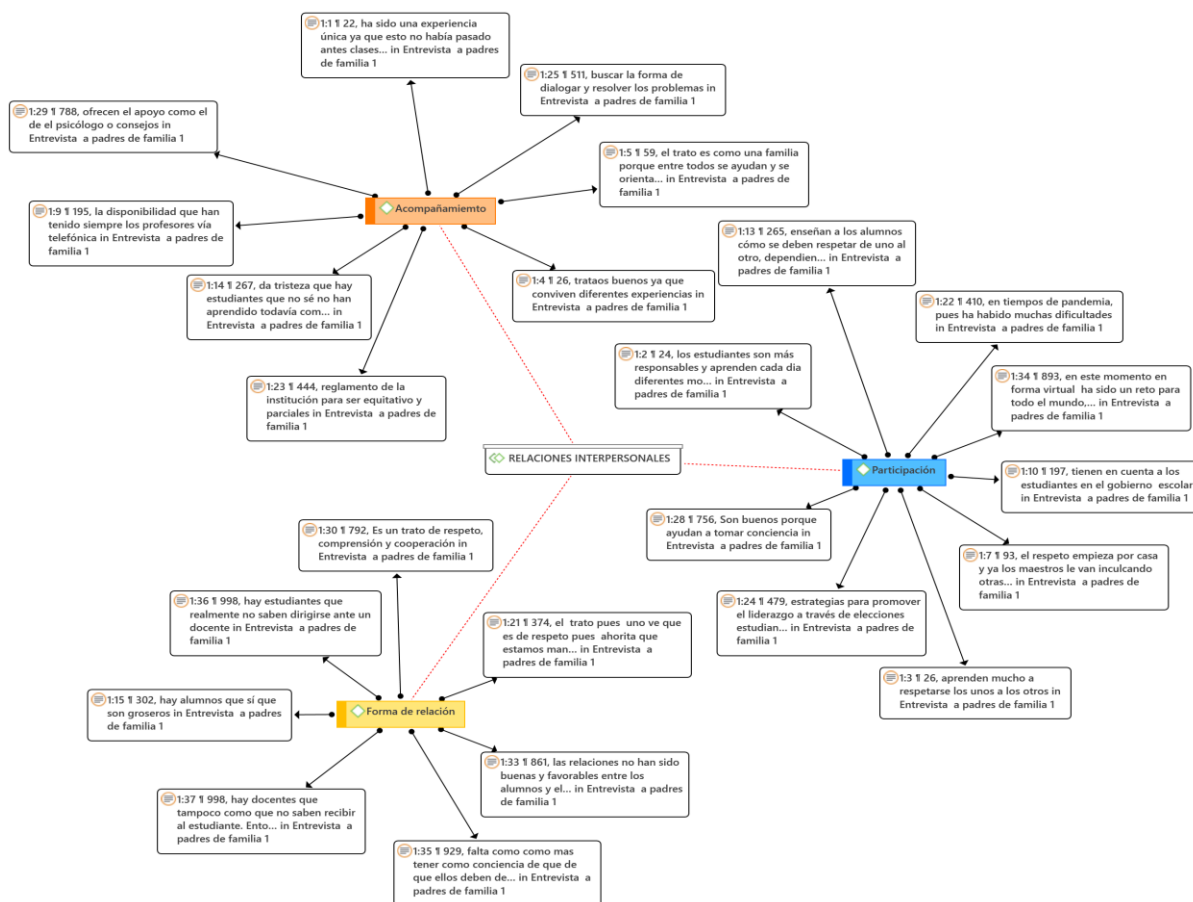 1:1 ¶ 22, ha sido una experiencia
única ya que esto no había pasado
antes clases... in Entrevista  a padres
de familia 1
1:25 ¶ 511, buscar la forma de
dialogar y resolver los problemas in
Entrevista  a padres de familia 1
1:29 ¶ 788, ofrecen el apoyo como el
de el psicólogo o consejos in
Entrevista  a padres de familia 1
1:5 ¶ 59, el trato es como una familia
porque entre todos se ayudan y se
orienta... in Entrevista  a padres de
familia 1
1:9 ¶ 195, la disponibilidad que han
tenido siempre los profesores vía
telefónica in Entrevista  a padres de
familia 1
Acompañamiemto
1:14 ¶ 267, da tristeza que hay
estudiantes que no sé no han
aprendido todavía com... in
Entrevista  a padres de familia 1
1:4 ¶ 26, trataos buenos ya que
conviven diferentes experiencias in
Entrevista  a padres de familia 1
1:23 ¶ 444, reglamento de la
institución para ser equitativo y
parciales in Entrevista  a padres de
familia 1
1:13 ¶ 265, enseñan a los alumnos
cómo se deben respetar de uno al
otro, dependien... in Entrevista  a
padres de familia 1
1:22 ¶ 410, en tiempos de pandemia,
pues ha habido muchas dificultades
in Entrevista  a padres de familia 1
1:2 ¶ 24, los estudiantes son más
responsables y aprenden cada dia
diferentes mo... in Entrevista  a
padres de familia 1
1:34 ¶ 893, en este momento en
forma virtual  ha sido un reto para
todo el mundo,... in Entrevista  a
padres de familia 1
RELACIONES INTERPERSONALES
Participación
1:10 ¶ 197, tienen en cuenta a los
estudiantes en el gobierno  escolar
in Entrevista  a padres de familia 1
1:28 ¶ 756, Son buenos porque
ayudan a tomar conciencia in
Entrevista  a padres de familia 1
1:7 ¶ 93, el respeto empieza por casa
y ya los maestros le van inculcando
otras... in Entrevista  a padres de
familia 1
1:24 ¶ 479, estrategias para promover
el liderazgo a través de elecciones
estudian... in Entrevista  a padres de
familia 1
1:3 ¶ 26, aprenden mucho a
respetarse los unos a los otros in
Entrevista  a padres de familia 1
1:30 ¶ 792, Es un trato de respeto,
comprensión y cooperación in
Entrevista  a padres de familia 1
1:36 ¶ 998, hay estudiantes que
realmente no saben dirigirse ante un
docente in Entrevista  a padres de
familia 1
1:21 ¶ 374, el  trato pues  uno ve que
es de respeto pues  ahorita que
estamos man... in Entrevista  a
padres de familia 1
1:15 ¶ 302, hay alumnos que sí que
son groseros in Entrevista  a padres
de familia 1
Forma de relación
1:33 ¶ 861, las relaciones no han sido
buenas y favorables entre los
alumnos y el... in Entrevista  a padres
de familia 1
1:37 ¶ 998, hay docentes que
tampoco como que no saben recibir
al estudiante. Ento... in Entrevista  a
padres de familia 1
1:35 ¶ 929, falta como como mas
tener como conciencia de que de
que ellos deben de... in Entrevista  a
padres de familia 1